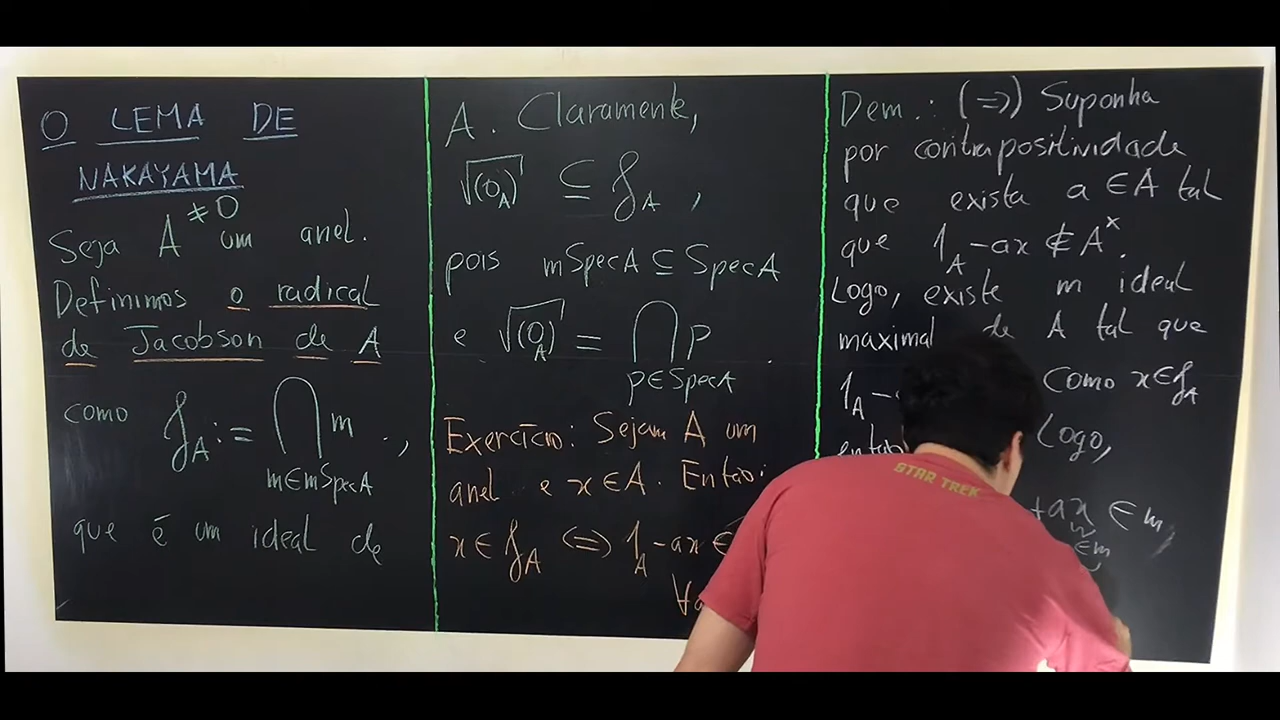 O LEMA DE
NAKAYAMA
Seja A ≠ 0 um anel.
Definimos o radical
de Jacobson de A
como 𝒥_A := ⋂ m ,
m∈mSpecA
que é um ideal de
A. Claramente,
√(0_A) ⊆ 𝒥_A ,
pois mSpecA ⊆ SpecA
e √(0_A) = ⋂ p .
p∈SpecA
Exercício: Sejam A um
anel e x∈A. Então:
x∈𝒥_A ⟺ 1_A - ax ∈
∀a
Dem.: (⇒) Suponha
por contrapositividade
que exista a ∈ A tal
que 1_A - ax ∉ A^×.
Logo, existe m ideal
maximal de A tal que
1_A - Como x∈𝒥_A
Logo,
+ ax ∈ m,
∈m
STAR TREK